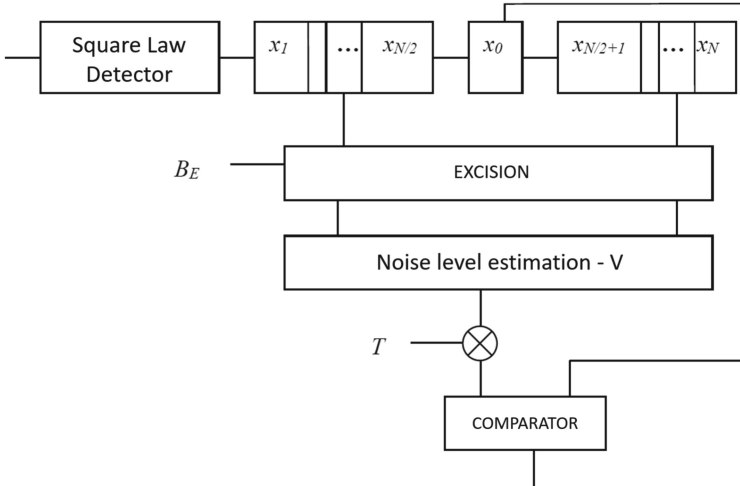 Square Law
Detector
x1 ... xN/2 x0 xN/2+1 ... xN
BE
EXCISION
Noise level estimation - V
T
COMPARATOR